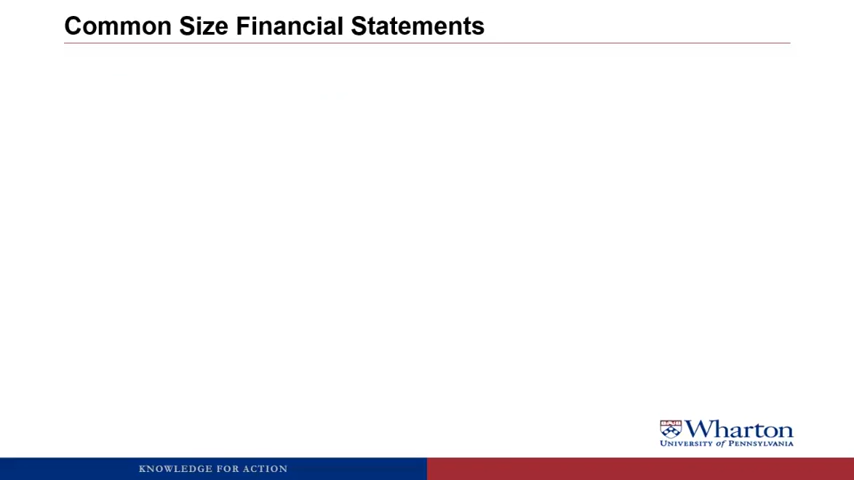 Common Size Financial Statements
Wharton
UNIVERSITY OF PENNSYLVANIA
KNOWLEDGE FOR ACTION